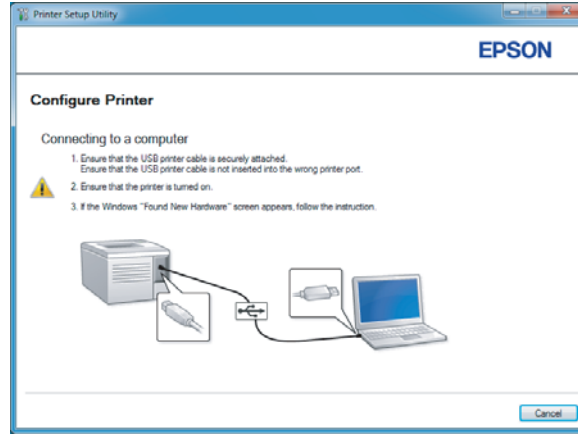 Printer Setup Utility
EPSON
Configure Printer
Connecting to a computer
1. Ensure that the USB printer cable is securely attached.
Ensure that the USB printer cable is not inserted into the wrong printer port.
2. Ensure that the printer is turned on.
3. If the Windows "Found New Hardware" screen appears, follow the instruction.
Cancel